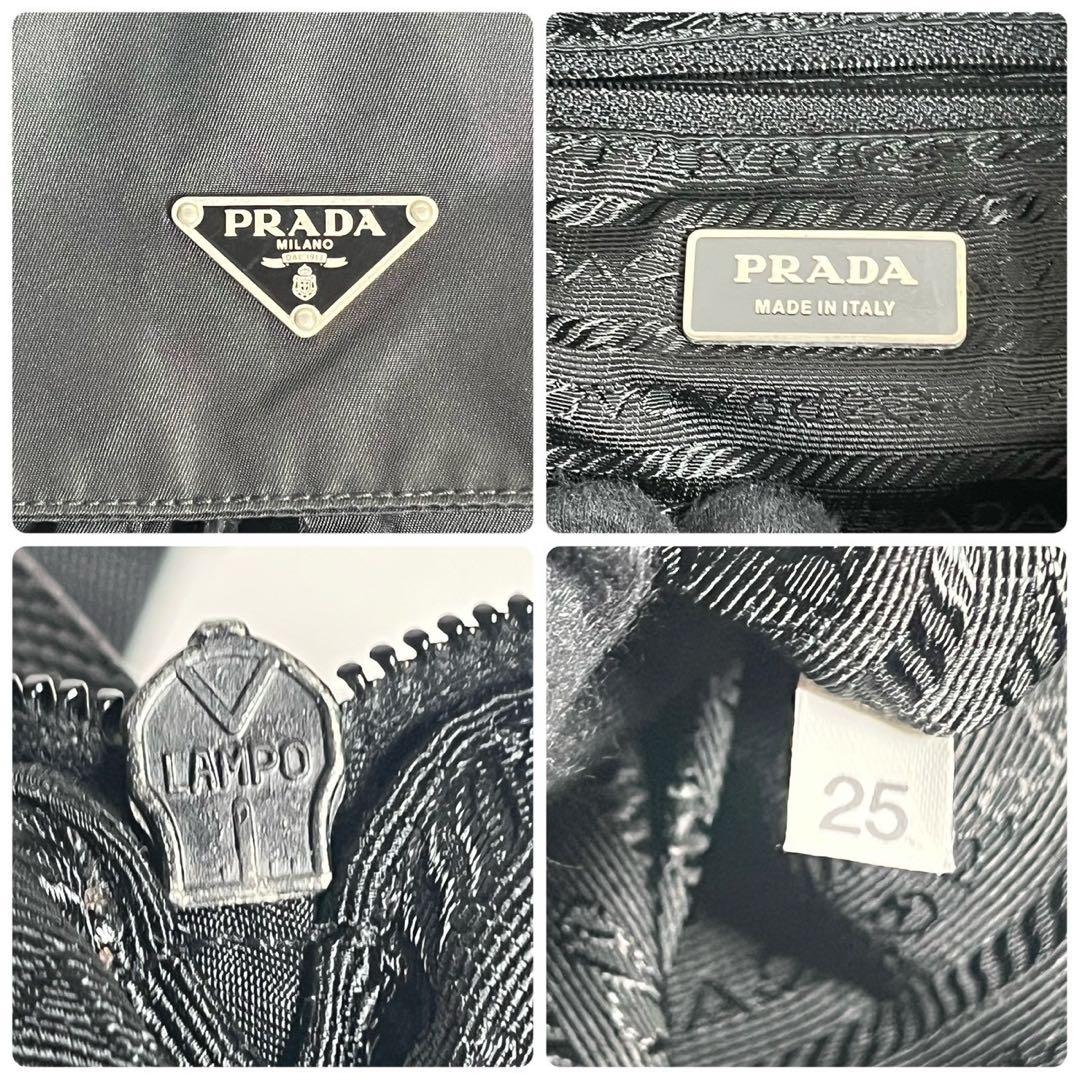 PRADA
MILANO
DAL 1913
PRADA
MADE IN ITALY
LAMPO
25